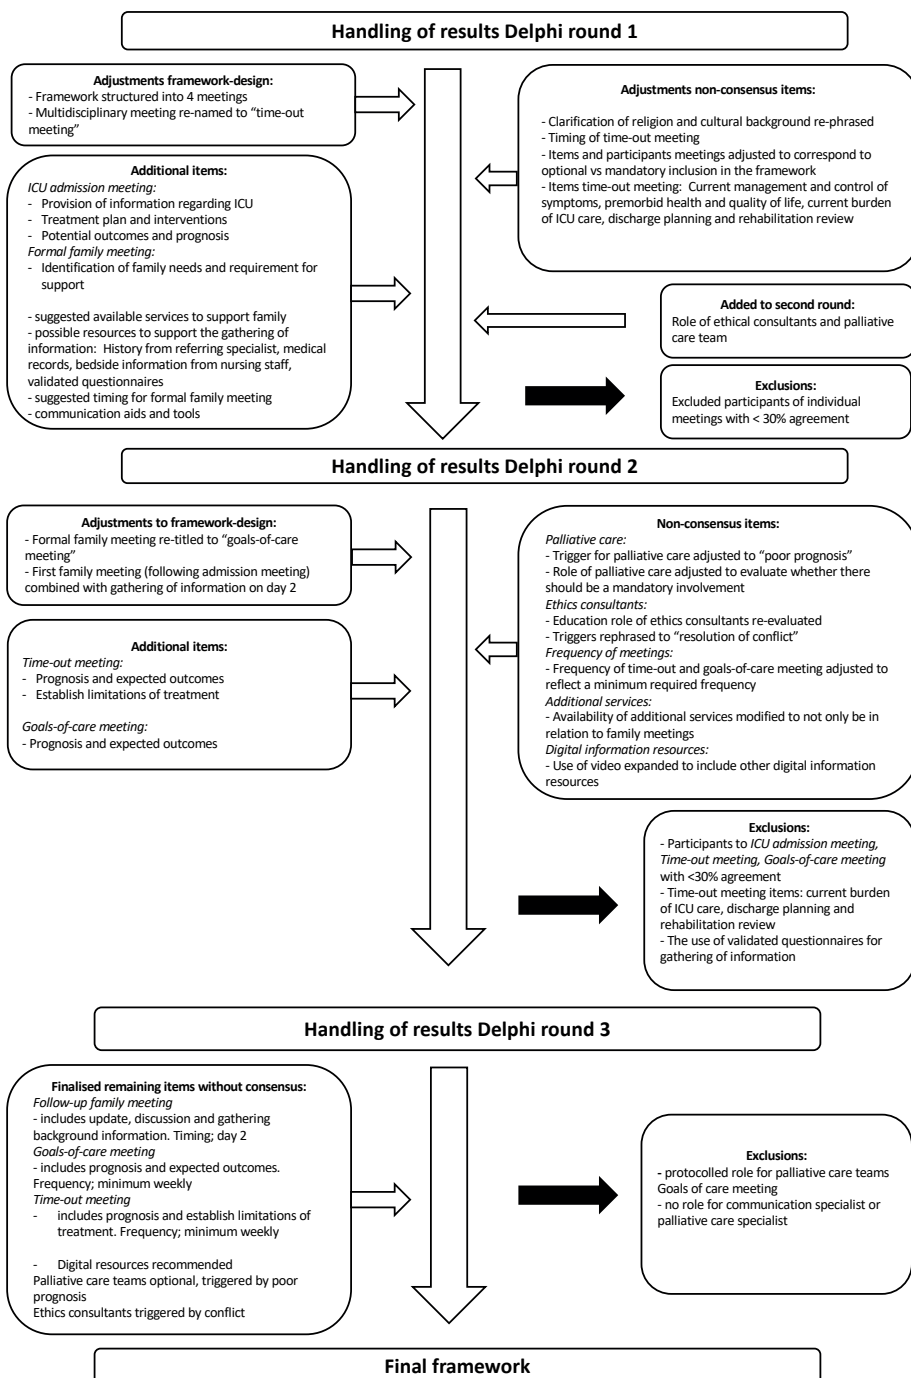 Handling of results Delphi round 1
Adjustments framework-design:
- Framework structured into 4 meetings
- Multidisciplinary meeting re-named to “time-out
meeting”
Adjustments non-consensus items:
- Clarification of religion and cultural background re-phrased
- Timing of time-out meeting
- Items and participants meetings adjusted to correspond to
optional vs mandatory inclusion in the framework
- Items time-out meeting: Current management and control of
symptoms, premorbid health and quality of life, current burden
of ICU care, discharge planning and rehabilitation review
Additional items:
ICU admission meeting:
- Provision of information regarding ICU
- Treatment plan and interventions
- Potential outcomes and prognosis
Formal family meeting:
- Identification of family needs and requirement for
support
- suggested available services to support family
- possible resources to support the gathering of
information: History from referring specialist, medical
records, bedside information from nursing staff,
validated questionnaires
- suggested timing for formal family meeting
- communication aids and tools
Added to second round:
Role of ethical consultants and palliative
care team
Exclusions:
Excluded participants of individual
meetings with < 30% agreement
Handling of results Delphi round 2
Adjustments to framework-design:
- Formal family meeting re-titled to “goals-of-care
meeting”
- First family meeting (following admission meeting)
combined with gathering of information on day 2
Non-consensus items:
Palliative care:
- Trigger for palliative care adjusted to “poor prognosis”
- Role of palliative care adjusted to evaluate whether there
should be a mandatory involvement
Ethics consultants:
- Education role of ethics consultants re-evaluated
- Triggers rephrased to “resolution of conflict”
Frequency of meetings:
- Frequency of time-out and goals-of-care meeting adjusted to
reflect a minimum required frequency
Additional services:
- Availability of additional services modified to not only be in
relation to family meetings
Digital information resources:
- Use of video expanded to include other digital information
resources
Additional items:
Time-out meeting:
- Prognosis and expected outcomes
- Establish limitations of treatment
Goals-of-care meeting:
- Prognosis and expected outcomes
Exclusions:
- Participants to ICU admission meeting,
Time-out meeting, Goals-of-care meeting
with <30% agreement
- Time-out meeting items: current burden
of ICU care, discharge planning and
rehabilitation review
- The use of validated questionnaires for
gathering of information
Handling of results Delphi round 3
Finalised remaining items without consensus:
Follow-up family meeting
- includes update, discussion and gathering
background information. Timing; day 2
Goals-of-care meeting
- includes prognosis and expected outcomes.
Frequency; minimum weekly
Time-out meeting
- includes prognosis and establish limitations of
treatment. Frequency; minimum weekly
- Digital resources recommended
Palliative care teams optional, triggered by poor
prognosis
Ethics consultants triggered by conflict
Exclusions:
- protocolled role for palliative care teams
Goals of care meeting
- no role for communication specialist or
palliative care specialist
Final framework